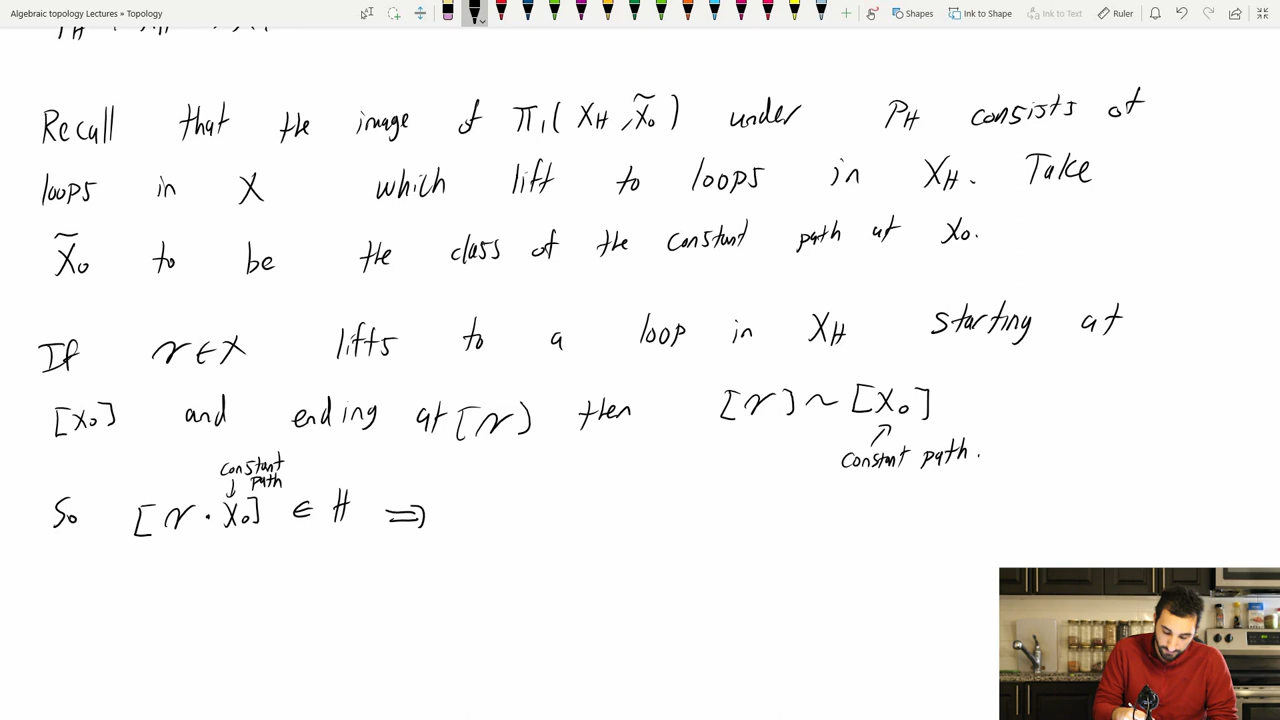 Algebraic topology Lectures » Topology
Shapes Ink to Shape Ink to Text Ruler
Recall that the image of π₁(X_H, x̃₀) under P_H consists of
loops in X which lift to loops in X_H. Take
x̃₀ to be the class of the constant path at x₀.
If γ ∈ X lifts to a loop in X_H starting at
[x₀] and ending at [γ] then [γ] ~ [x₀]
constant path.
constant
path
So [γ · x₀] ∈ H ⇒